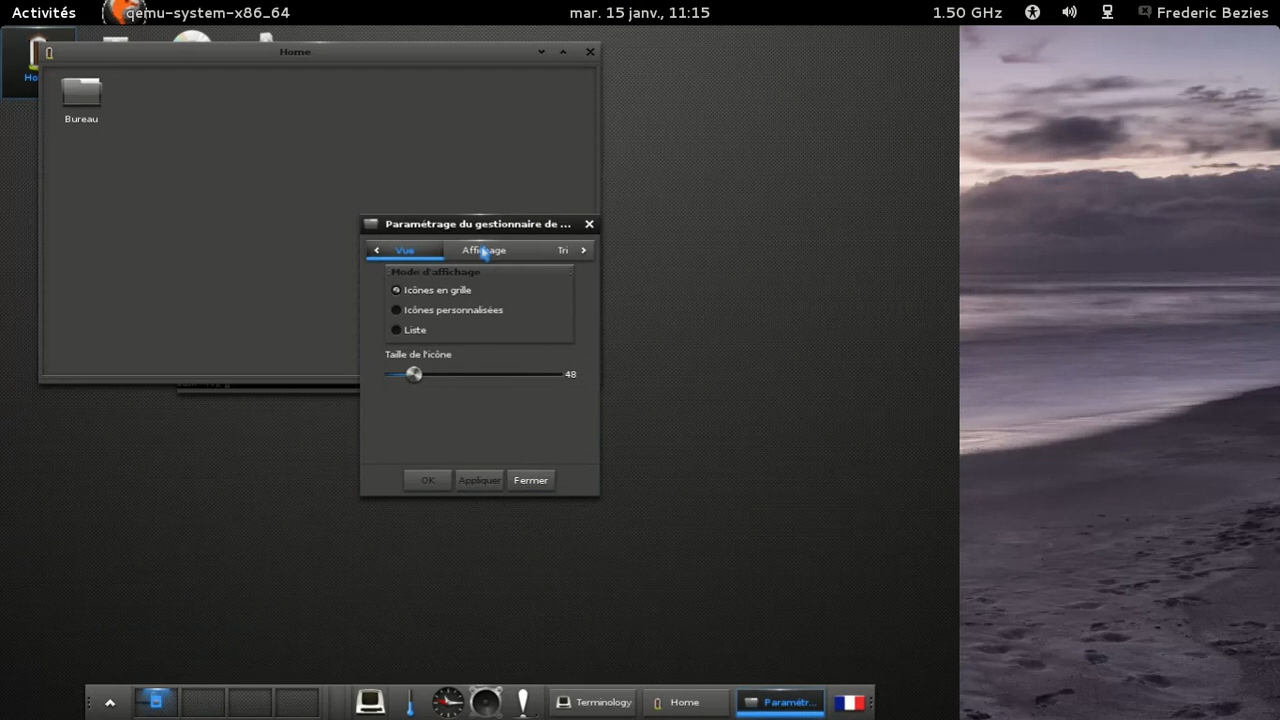 Activités
qemu-system-x86_64
mar. 15 janv., 11:15
1.50 GHz
Frederic Bezies
Home
Bureau
Paramétrage du gestionnaire de ...
Vue
Affichage
Tri
Mode d'affichage
Icônes en grille
Icônes personnalisées
Liste
Taille de l'icône
48
OK
Appliquer
Fermer
Terminology
Home
Paramétr...